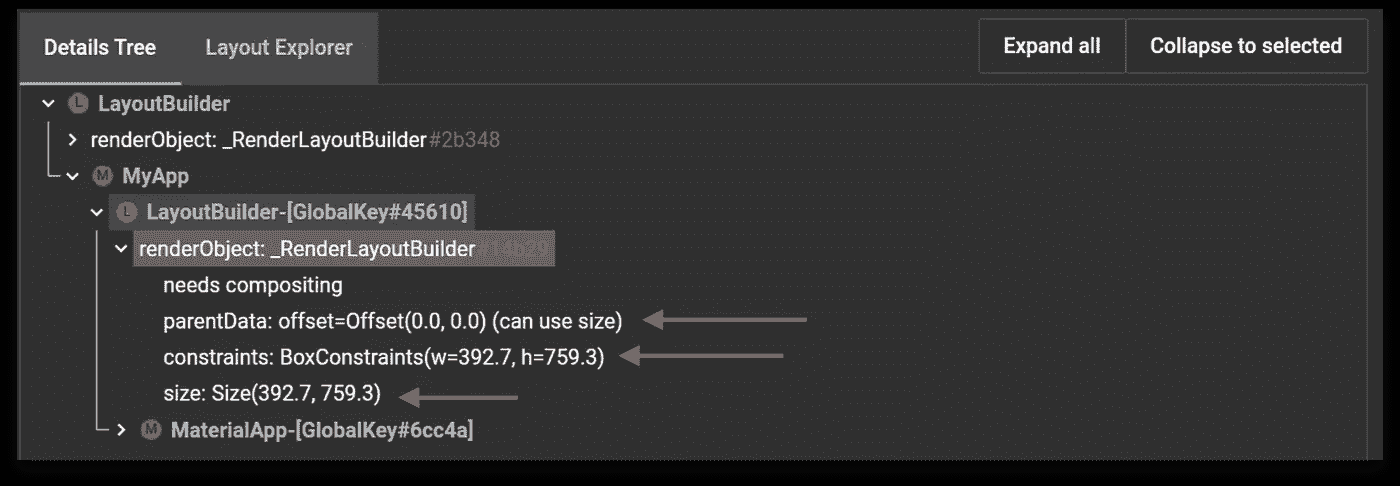 Details Tree
Layout Explorer
Expand all
Collapse to selected
L LayoutBuilder
renderObject: _RenderLayoutBuilder#2b348
M MyApp
L LayoutBuilder-[GlobalKey#45610]
renderObject: _RenderLayoutBuilder
needs compositing
parentData: offset=Offset(0.0, 0.0) (can use size)
constraints: BoxConstraints(w=392.7, h=759.3)
size: Size(392.7, 759.3)
M MaterialApp-[GlobalKey#6cc4a]